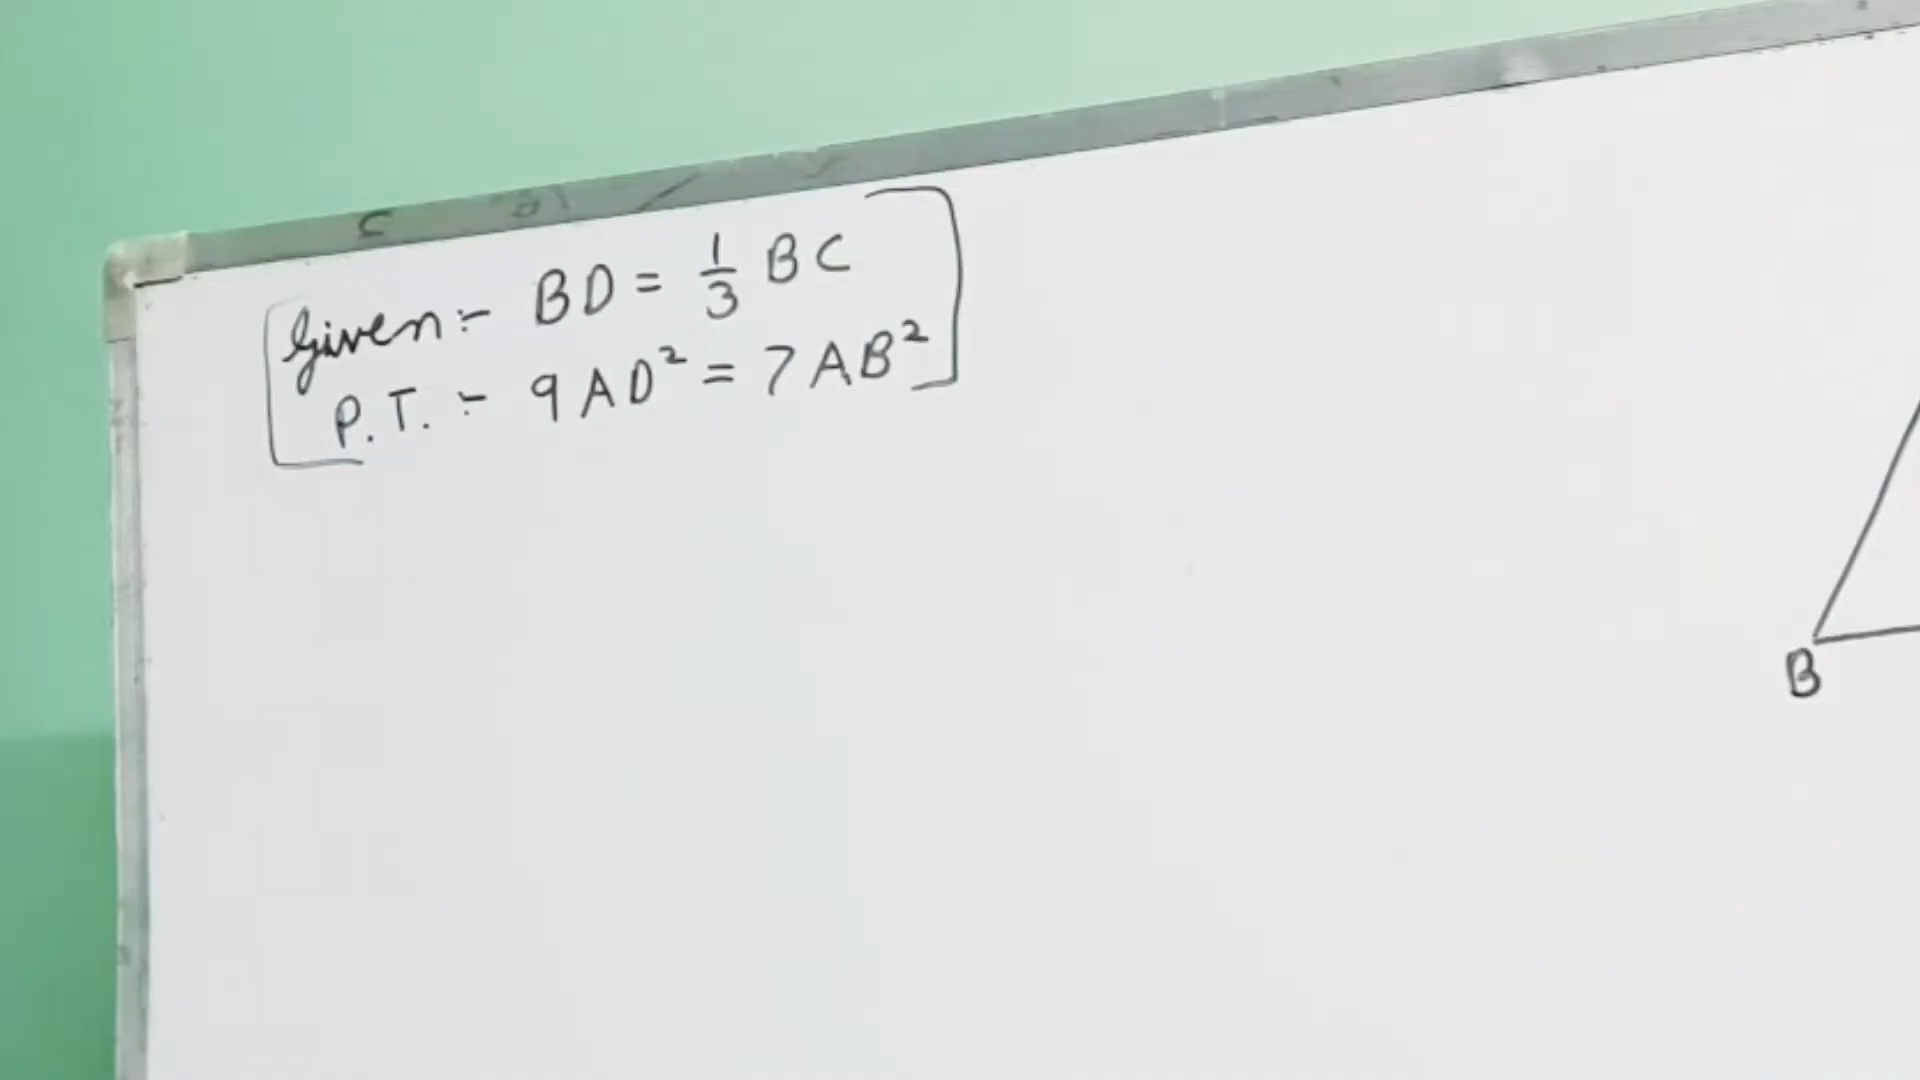 Given:- BD = 1/3 BC
P.T. :- 9AD² = 7AB²
B